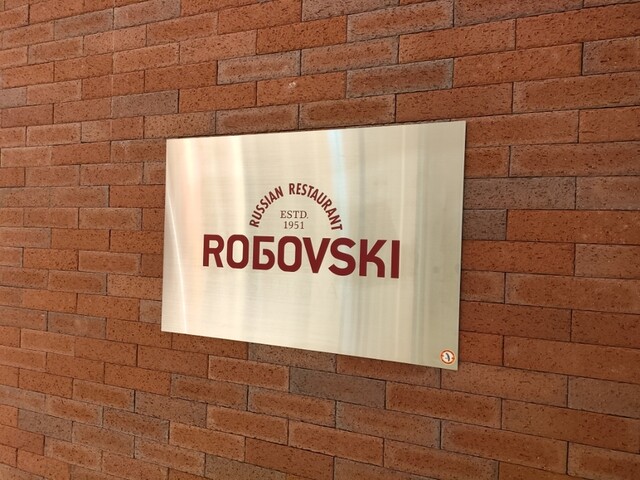 RUSSIAN RESTAURANT
ESTD.
1951
ROGOVSKI